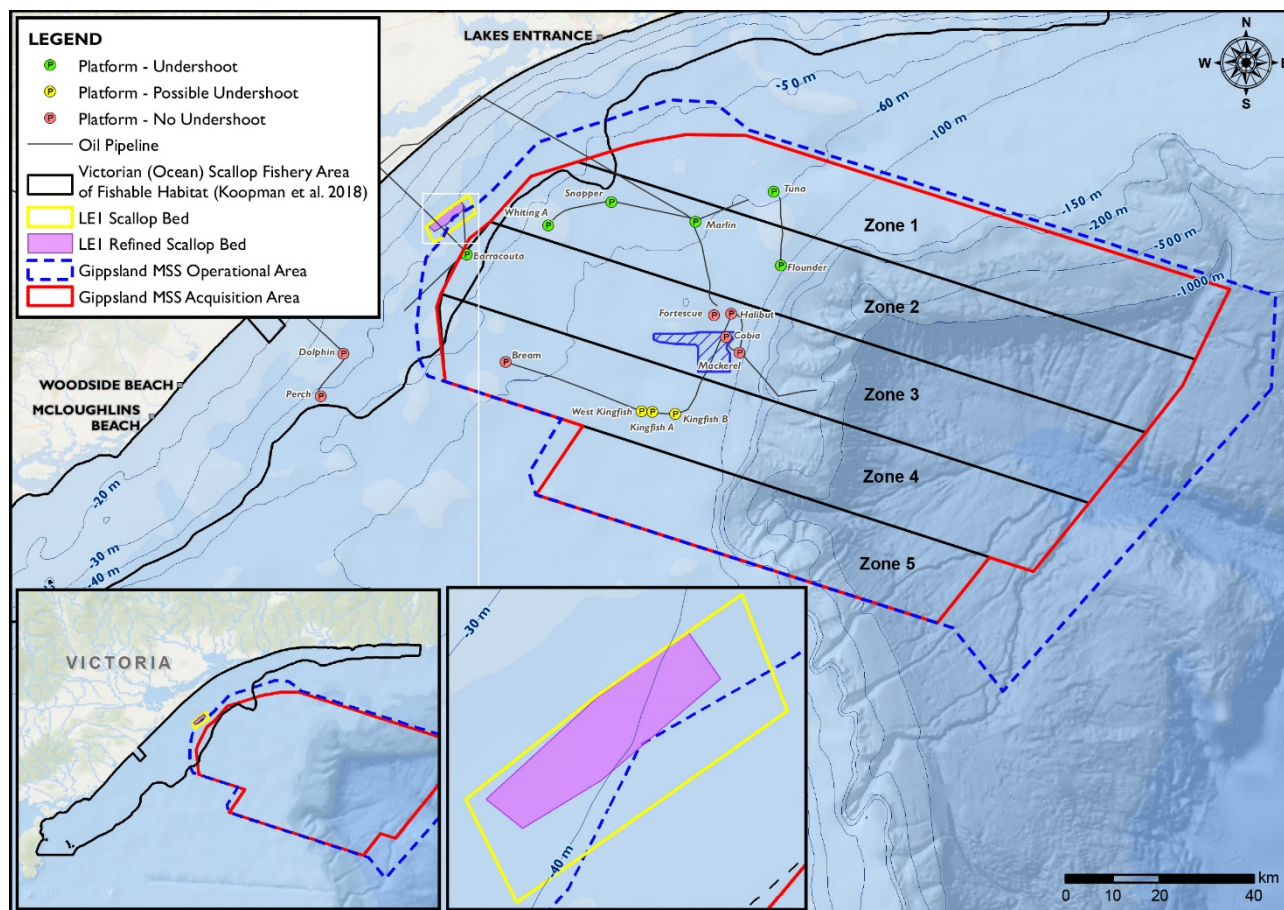 LEGEND
Platform - Undershoot
Platform - Possible Undershoot
Platform - No Undershoot
Oil Pipeline
Victorian (Ocean) Scallop Fishery Area
of Fishable Habitat (Koopman et al. 2018)
LE1 Scallop Bed
LE1 Refined Scallop Bed
Gippsland MSS Operational Area
Gippsland MSS Acquisition Area
LAKES ENTRANCE
N
W
E
S
-50 m
-60 m
-100 m
-150 m
-200 m
-500 m
-1000 m
Snapper
Tuna
Whiting A
Marlin
Zone 1
Barracouta
Flounder
Zone 2
Fortescue
Halibut
Cobia
Mackerel
Dolphin
Bream
Perch
WOODSIDE BEACH
MCLOUGHLINS
BEACH
Zone 3
West Kingfish
Kingfish A
Kingfish B
Zone 4
Zone 5
-20 m
-30 m
-40 m
VICTORIA
-30 m
-40 m
km
0 10 20 40